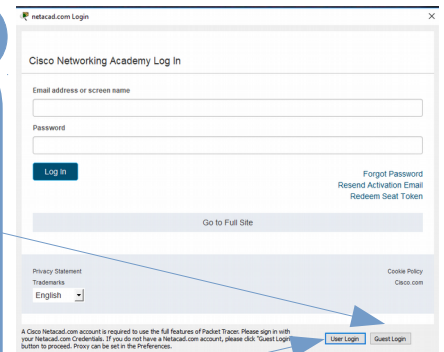 netacad.com Login
Cisco Networking Academy Log In
Email address or screen name
Password
Log In
Forgot Password
Resend Activation Email
Redeem Seat Token
Go to Full Site
Privacy Statement
Cookie Policy
Trademarks
Cisco.com
English
A Cisco Netacad.com account is required to use the full features of Packet Tracer. Please sign in with
your Netacad.com Credentials. If you do not have a Netacad.com account, please click "Guest Login"
button to proceed. Proxy can be set in the Preferences.
User Login
Guest Login